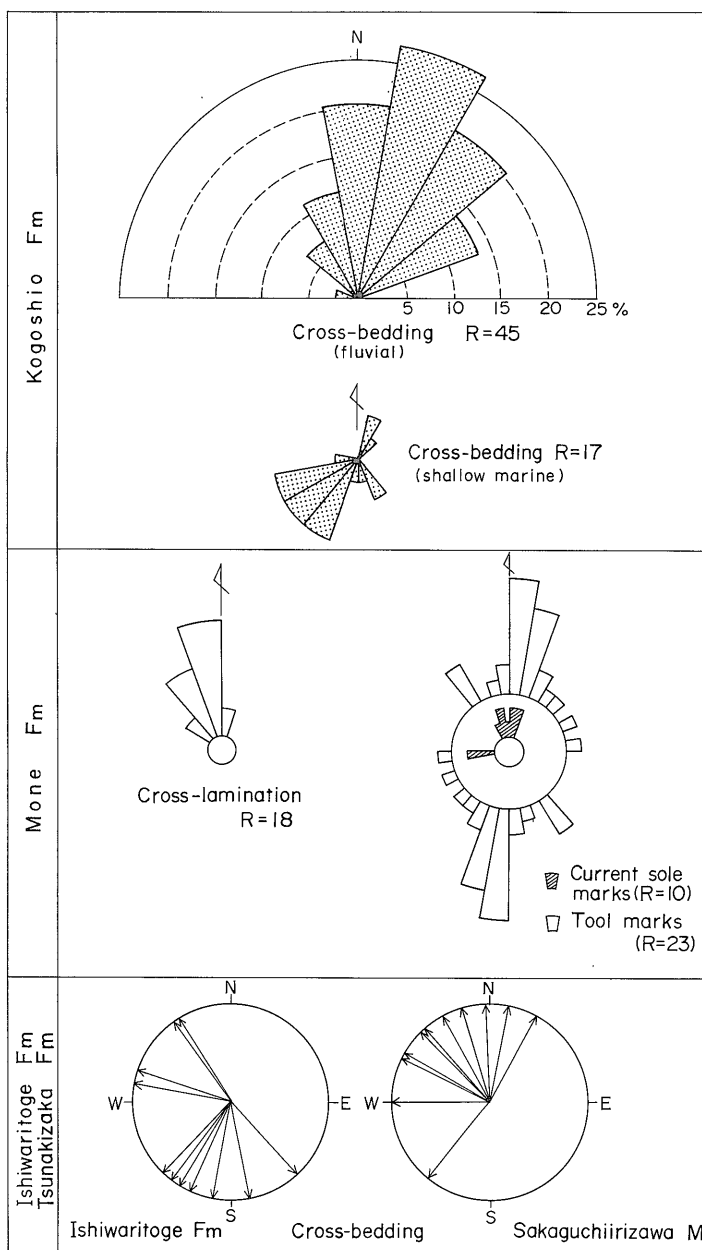 Kogoshio Fm
N
5 10 15 20 25 %
Cross-bedding R=45
(fluvial)
Cross-bedding R=17
(shallow marine)
Mone Fm
Cross-lamination
R=18
Current sole
marks(R=10)
Tool marks
(R=23)
Ishiwaritoge Fm
Tsunakizaka Fm
N N
W E W E
S S
Ishiwaritoge Fm Cross-bedding Sakaguchiirizawa M